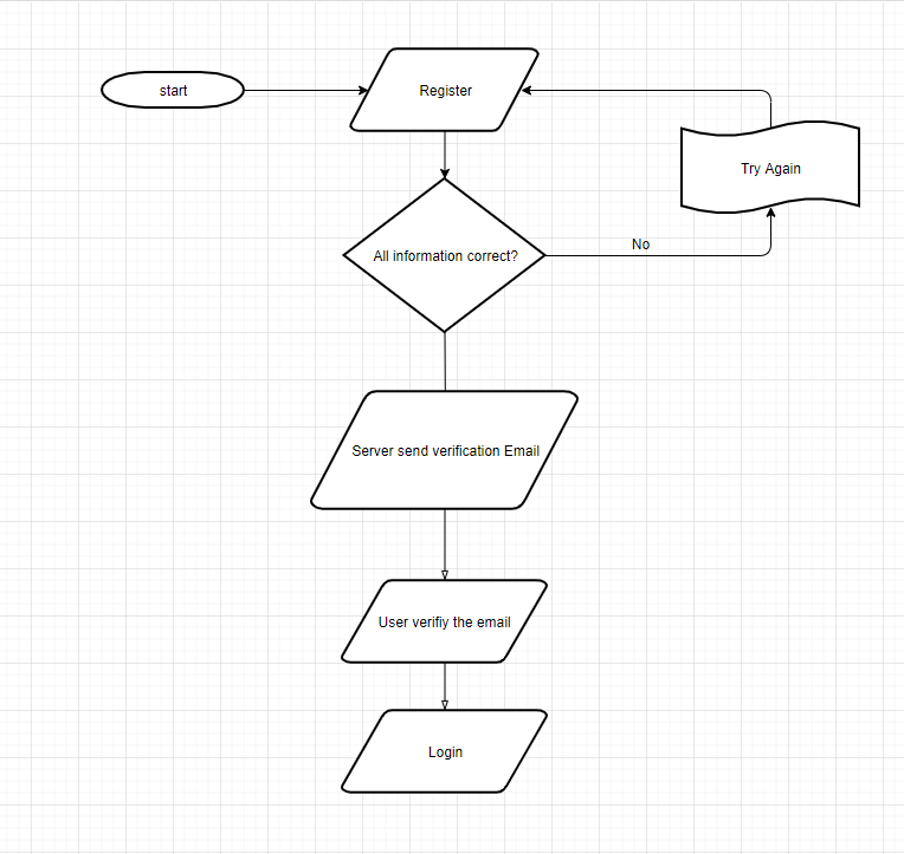 start
Register
Try Again
No
All information correct?
Server send verification Email
User verifiy the email
Login